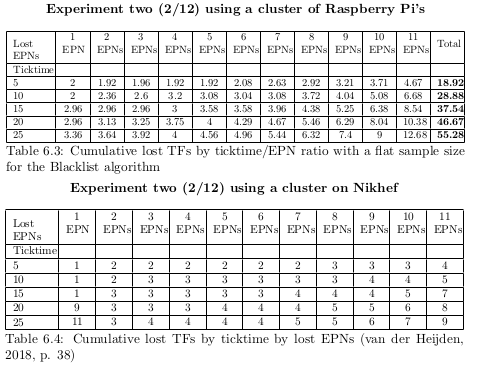 Experiment two (2/12) using a cluster of Raspberry Pi's
Lost EPNs 1 EPN 2 EPNs 3 EPNs 4 EPNs 5 EPNs 6 EPNs 7 EPNs 8 EPNs 9 EPNs 10 EPNs 11 EPNs Total
Ticktime
5 2 1.92 1.96 1.92 1.92 2.08 2.63 2.92 3.21 3.71 4.67 18.92
10 2 2.36 2.6 3.2 3.08 3.04 3.08 3.72 4.04 5.08 6.68 28.88
15 2.96 2.96 2.96 3 3.58 3.58 3.96 4.38 5.25 6.38 8.54 37.54
20 2.96 3.13 3.25 3.75 4 4.29 4.67 5.46 6.29 8.04 10.38 46.67
25 3.36 3.64 3.92 4 4.56 4.96 5.44 6.32 7.4 9 12.68 55.28
Table 6.3: Cumulative lost TFs by ticktime/EPN ratio with a flat sample size
for the Blacklist algorithm
Experiment two (2/12) using a cluster on Nikhef
Lost EPNs 1 EPN 2 EPNs 3 EPNs 4 EPNs 5 EPNs 6 EPNs 7 EPNs 8 EPNs 9 EPNs 10 EPNs 11 EPNs
Ticktime
5 1 2 2 2 2 2 2 3 3 3 4
10 1 2 3 3 3 3 3 3 4 4 5
15 1 3 3 3 3 3 4 4 4 5 7
20 9 3 3 3 4 4 4 5 5 6 8
25 11 3 4 4 4 4 5 5 6 7 9
Table 6.4: Cumulative lost TFs by ticktime by lost EPNs (van der Heijden,
2018, p. 38)